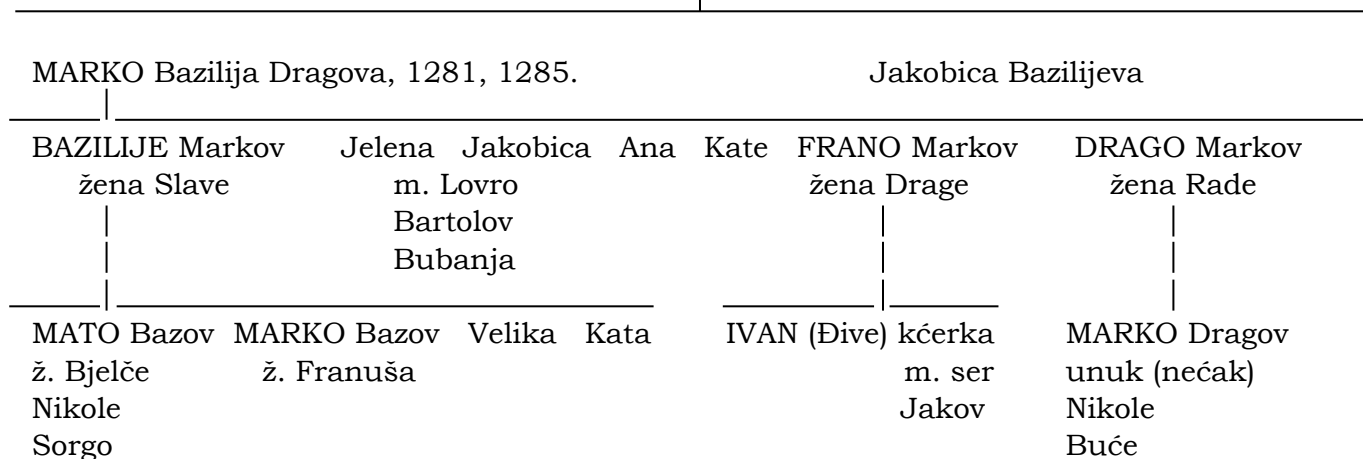 MARKO Bazilija Dragova, 1281, 1285. Jakobica Bazilijeva
BAZILIJE Markov Jelena Jakobica Ana Kate FRANO Markov DRAGO Markov
žena Slave m. Lovro žena Drage žena Rade
Bartolov
Bubanja
MATO Bazov MARKO Bazov Velika Kata IVAN (Đive) kćerka MARKO Dragov
ž. Bjelče ž. Franuša m. ser unuk (nećak)
Nikole Jakov Nikole
Sorgo Buće